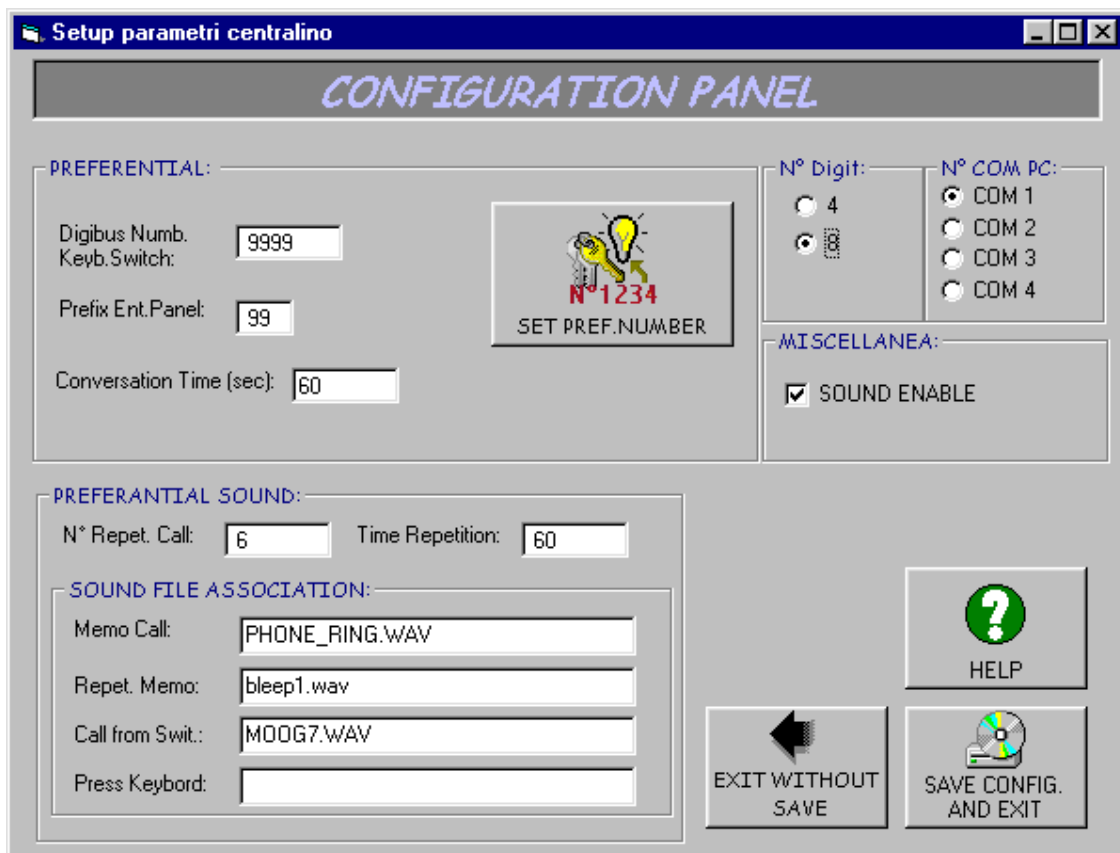 Setup parametri centralino
CONFIGURATION PANEL
PREFERENTIAL:
Digibus Numb.
Keyb.Switch:
9999
Prefix Ent.Panel:
99
Conversation Time (sec):
60
N°1234
SET PREF.NUMBER
N° Digit:
4
8
N° COM PC:
COM 1
COM 2
COM 3
COM 4
MISCELLANEA:
SOUND ENABLE
PREFERANTIAL SOUND:
N° Repet. Call:
6
Time Repetition:
60
SOUND FILE ASSOCIATION:
Memo Call:
PHONE_RING.WAV
Repet. Memo:
bleep1.wav
Call from Swit.:
MOOG7.WAV
Press Keybord:
?
HELP
EXIT WITHOUT
SAVE
SAVE CONFIG.
AND EXIT